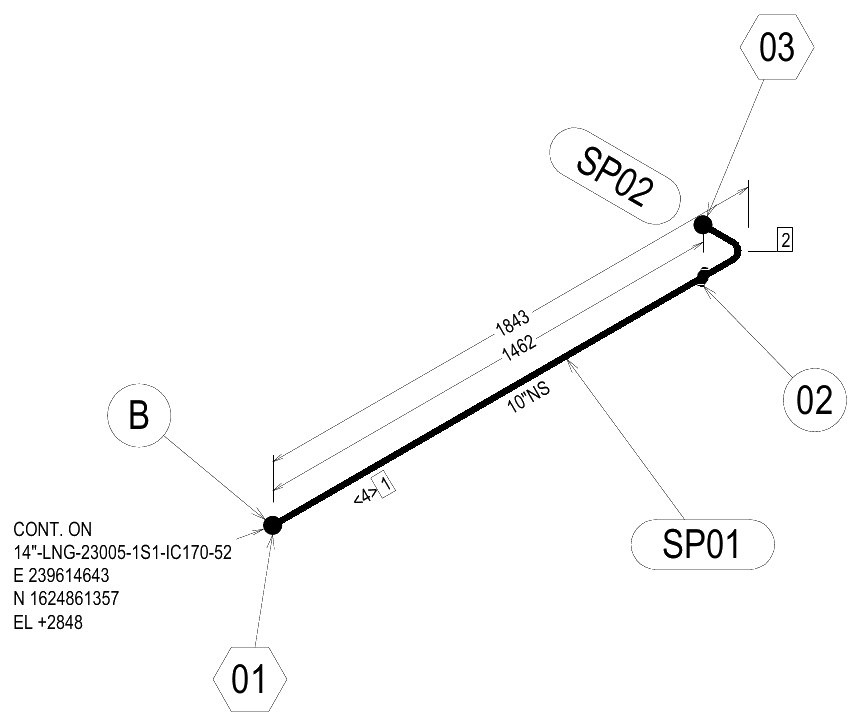 03
SP02
2
1843
1462
10"NS
02
B
<4> 1
SP01
CONT. ON
14"-LNG-23005-1S1-IC170-52
E 239614643
N 1624861357
EL +2848
01